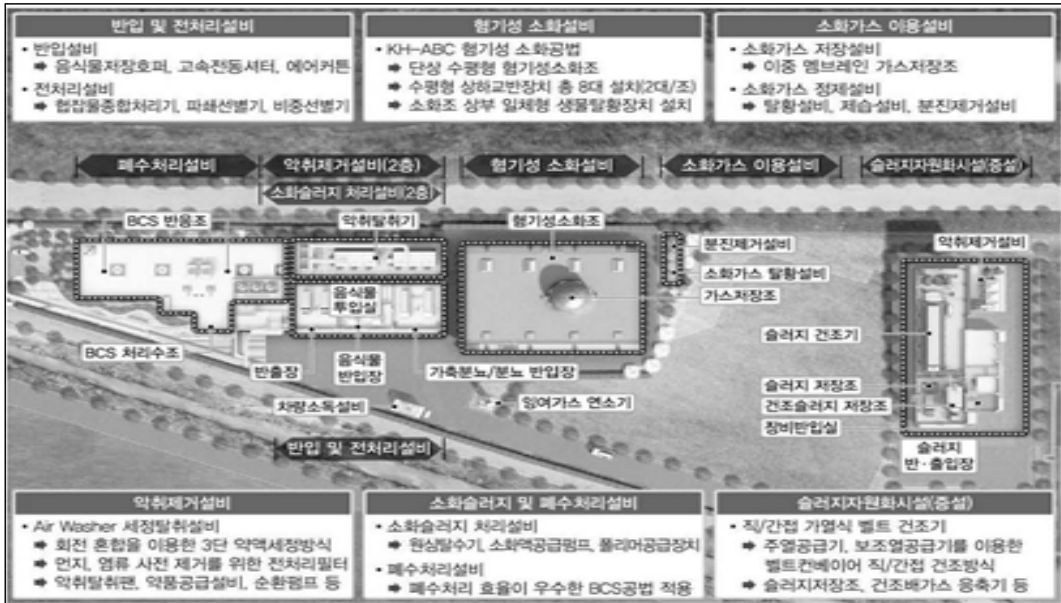 반입 및 전처리설비
• 반입설비
➡ 음식물저장호퍼, 고속전동셔터, 에어커튼
• 전처리설비
➡ 협잡물종합처리기, 파쇄선별기, 비중선별기
혐기성 소화설비
• KH-ABC 혐기성 소화공법
➡ 단상 수평형 혐기성소화조
➡ 수평형 상하교반장치 총 8대 설치(2대/조)
➡ 소화조 상부 일체형 생물탈황장치 설치
소화가스 이용설비
• 소화가스 저장설비
➡ 이중 멤브레인 가스저장조
• 소화가스 정제설비
➡ 탈황설비, 제습설비, 분진제거설비
폐수처리설비
악취제거설비(2층)
소화슬러지 처리설비(2층)
혐기성 소화설비
소화가스 이용설비
슬러지자원화시설(증설)
BCS 반응조
악취탈취기
혐기성소화조
분진제거설비
소화가스 탈황설비
가스저장조
악취제거설비
음식물
투입실
슬러지 건조기
BCS 처리수조
반출장
음식물
반입장
가축분뇨/분뇨 반입장
차량소독설비
잉여가스 연소기
슬러지 저장조
건조슬러지 저장조
장비반입실
슬러지
반·출입장
반입 및 전처리설비
악취제거설비
• Air Washer 세정탈취설비
➡ 회전 혼합을 이용한 3단 약액세정방식
➡ 먼지, 염류 사전 제거를 위한 전처리필터
➡ 악취탈취팬, 약품공급설비, 순환펌프 등
소화슬러지 및 폐수처리설비
• 소화슬러지 처리설비
➡ 원심탈수기, 소화액공급펌프, 폴리머공급장치
• 폐수처리설비
➡ 폐수처리 효율이 우수한 BCS공법 적용
슬러지자원화시설(증설)
• 직/간접 가열식 벨트 건조기
➡ 주열공급기, 보조열공급기를 이용한
벨트컨베이어 직/간접 건조방식
➡ 슬러지저장조, 건조배가스 응축기 등